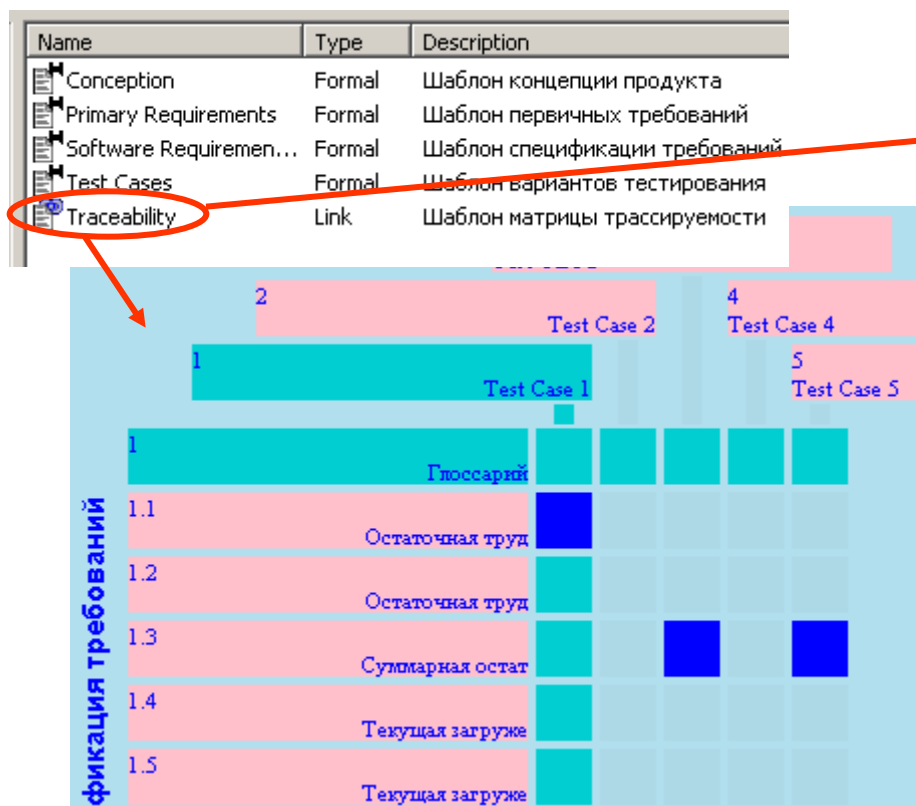 Name Type Description
Conception Formal Шаблон концепции продукта
Primary Requirements Formal Шаблон первичных требований
Software Requiremen... Formal Шаблон спецификации требований
Test Cases Formal Шаблон вариантов тестирования
Traceability Link Шаблон матрицы трассируемости
2
Test Case 2
4
Test Case 4
1
Test Case 1
5
Test Case 5
1
Глоссарий
1.1
Остаточная труд
1.2
Остаточная труд
1.3
Суммарная остат
1.4
Текущая загруже
1.5
Текущая загруже
фикация требований